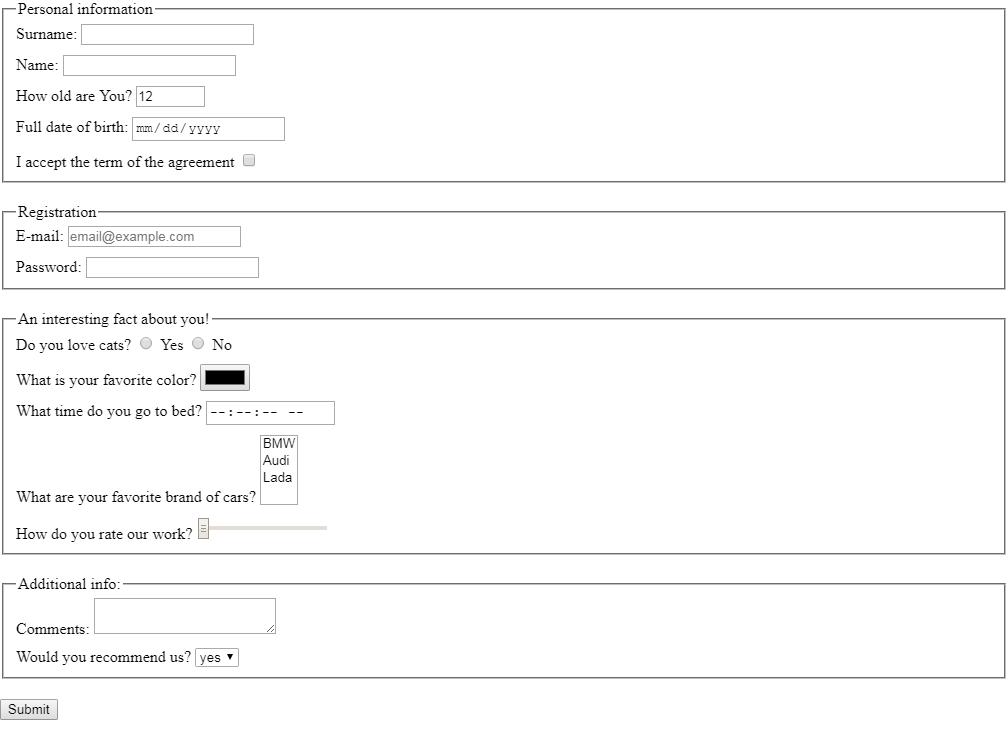 Personal information
Surname:
Name:
How old are You? 12
Full date of birth: mm/dd/yyyy
I accept the term of the agreement
Registration
E-mail: email@example.com
Password:
An interesting fact about you!
Do you love cats? Yes No
What is your favorite color?
What time do you go to bed? --:--:-- --
BMW
Audi
Lada
What are your favorite brand of cars?
How do you rate our work?
Additional info:
Comments:
Would you recommend us? yes
Submit